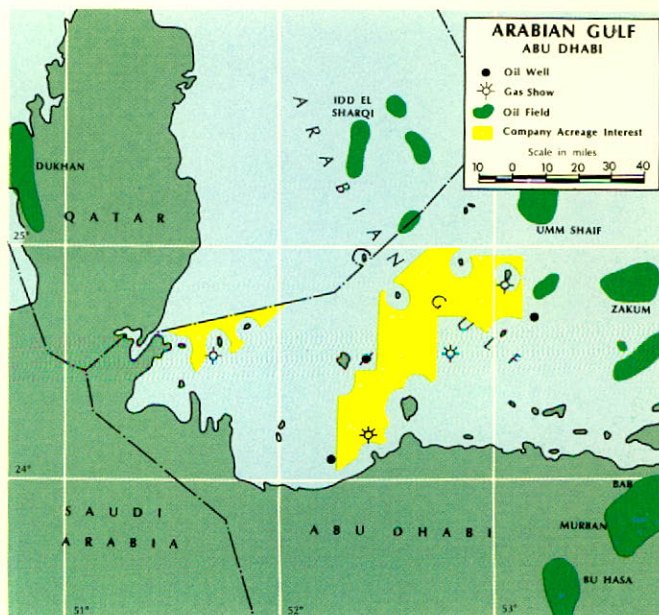 ARABIAN GULF
ABU DHABI
Oil Well
Gas Show
Oil Field
Company Acreage Interest
Scale in miles
10 0 10 20 30 40
IDD EL
SHARQI
DUKHAN
QATAR
ARABIAN GULF
UMM SHAIF
25°
ZAKUM
24°
SAUDI
ARABIA
ABU DHABI
BAB
MURBAN
BU HASA
51°
52°
53°